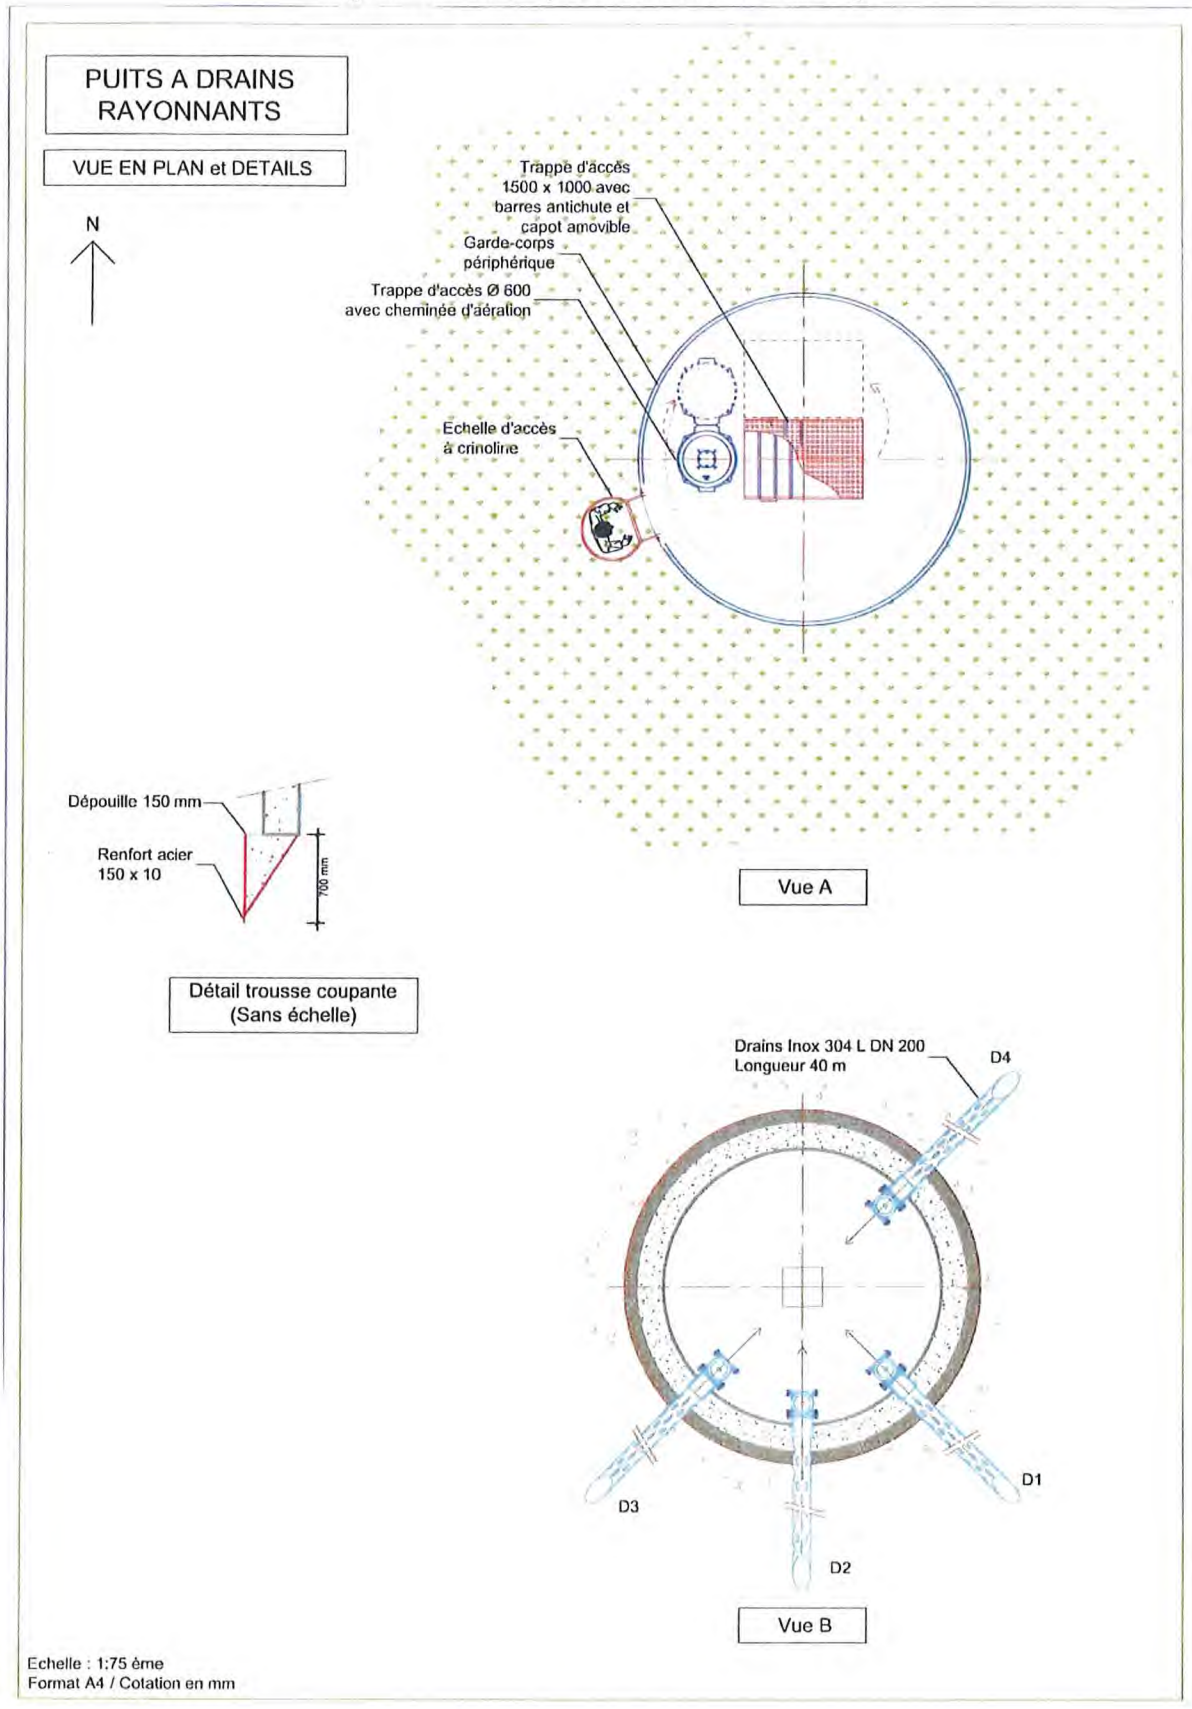 PUITS A DRAINS
RAYONNANTS
VUE EN PLAN et DETAILS
N
Trappe d'accès
1500 x 1000 avec
barres antichute et
capot amovible
Garde-corps
périphérique
Trappe d'accès Ø 600
avec cheminée d'aération
Echelle d'accès
à crinoline
Dépouille 150 mm
Renfort acier
150 x 10
700 mm
Vue A
Détail trousse coupante
(Sans échelle)
Drains Inox 304 L DN 200
Longueur 40 m
D4
D1
D3
D2
Vue B
Echelle : 1:75 ème
Format A4 / Cotation en mm